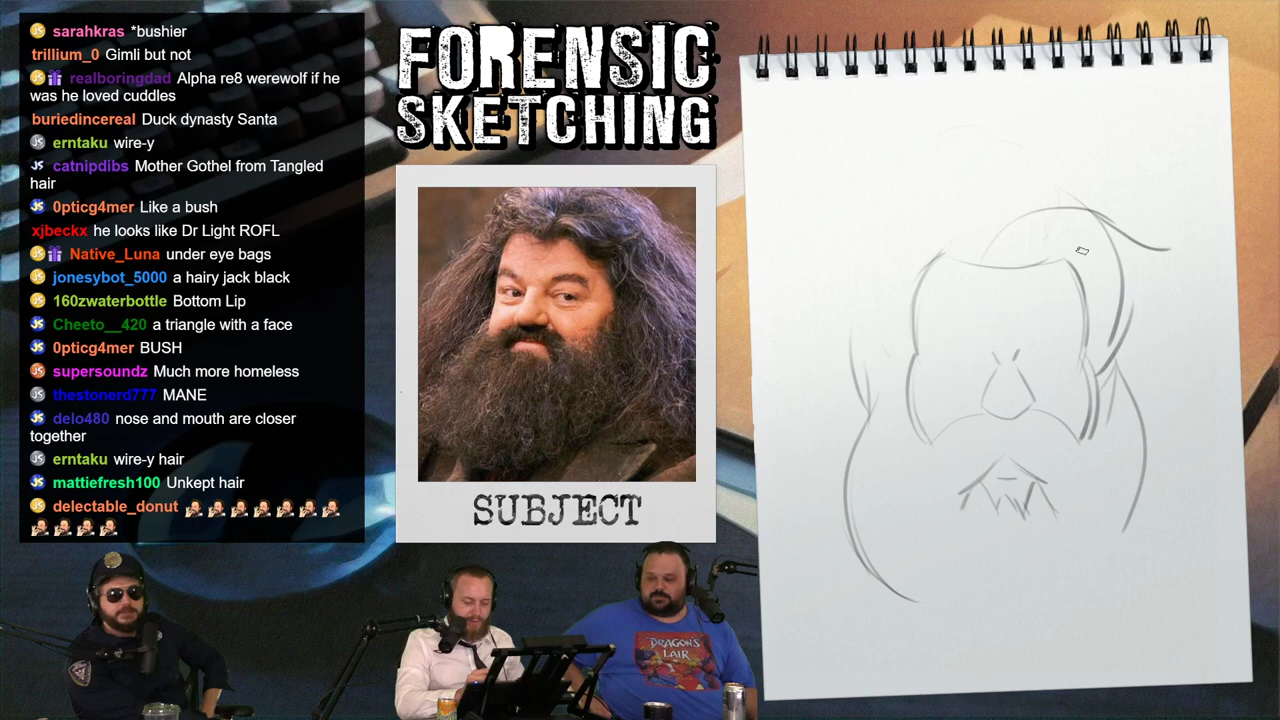 sarahkras *bushier
trillium_0 Gimli but not
realboringdad Alpha re8 werewolf if he
was he loved cuddles
buriedincereal Duck dynasty Santa
erntaku wire-y
catnipdibs Mother Gothel from Tangled
hair
0pticg4mer Like a bush
xjbeckx he looks like Dr Light ROFL
Native_Luna under eye bags
jonesybot_5000 a hairy jack black
160zwaterbottle Bottom Lip
Cheeto__420 a triangle with a face
0pticg4mer BUSH
supersoundz Much more homeless
thestonerd777 MANE
delo480 nose and mouth are closer
together
erntaku wire-y hair
mattiefresh100 Unkept hair
delectable_donut
FORENSIC
SKETCHING
SUBJECT
DRAGON'S
LAIR